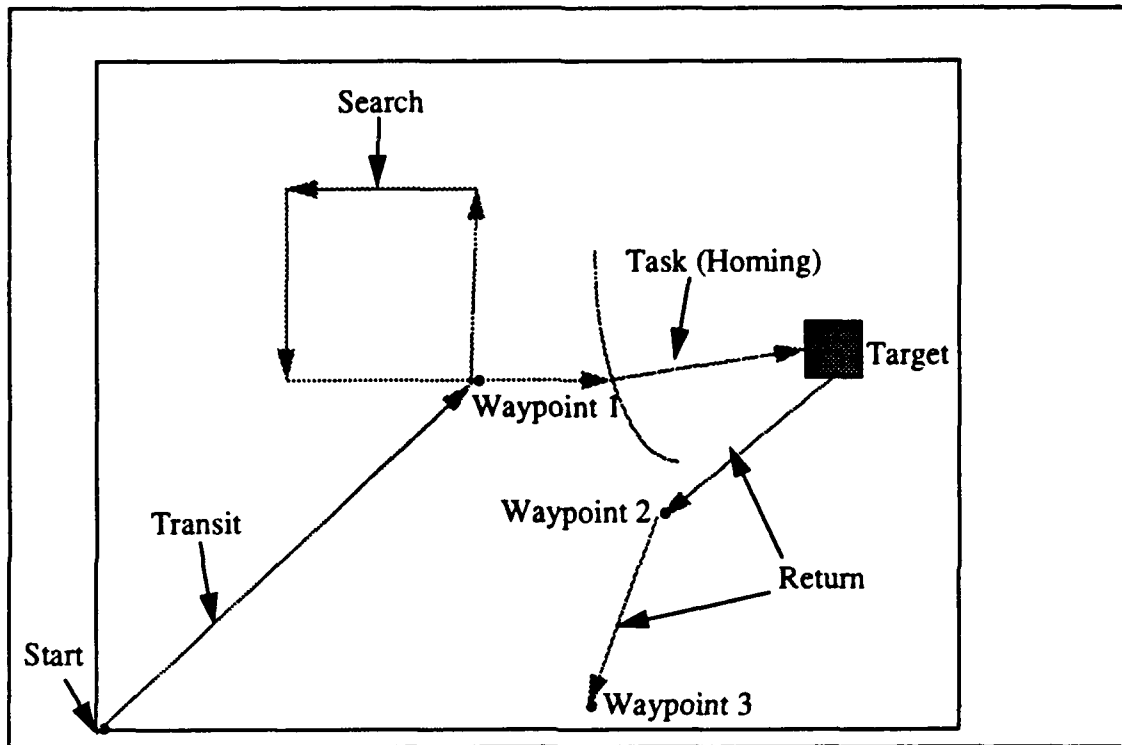 Search
Task (Homing)
Target
Waypoint 1
Waypoint 2
Transit
Return
Start
Waypoint 3